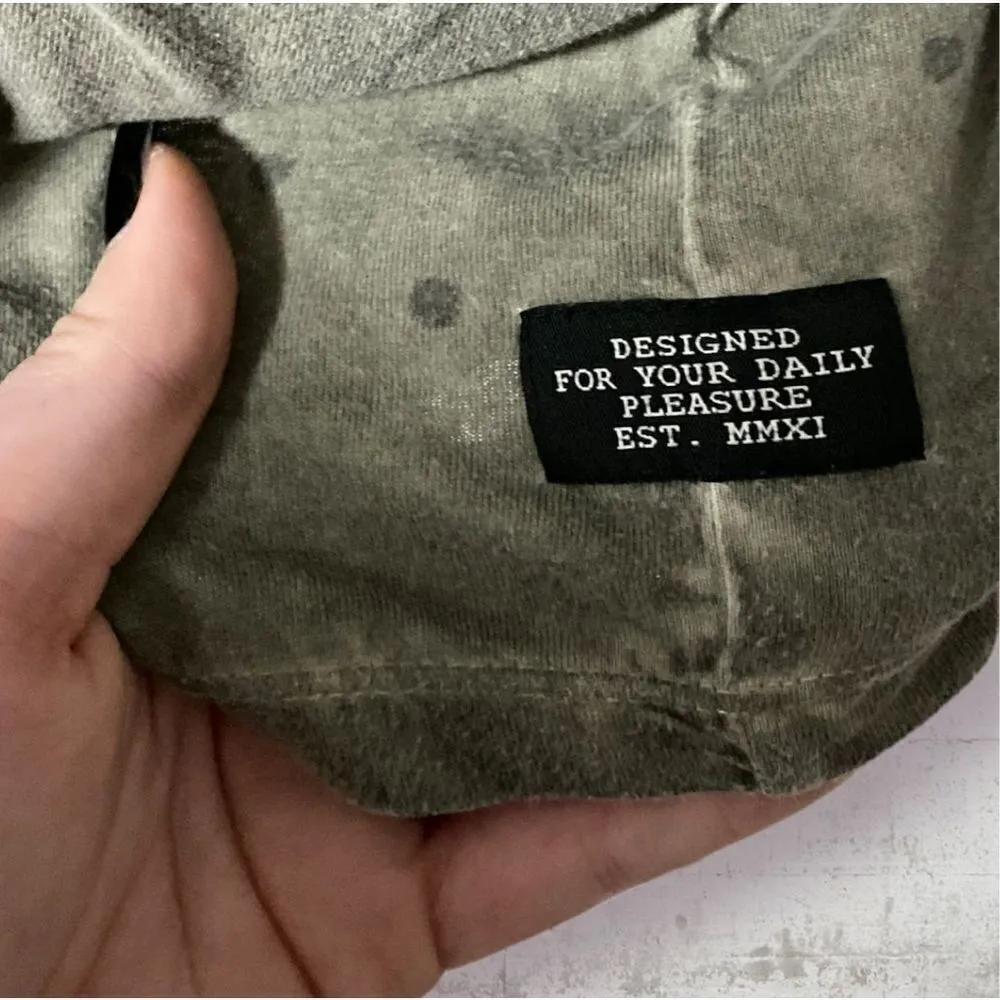 DESIGNED
FOR YOUR DAILY
PLEASURE
EST. MMXI